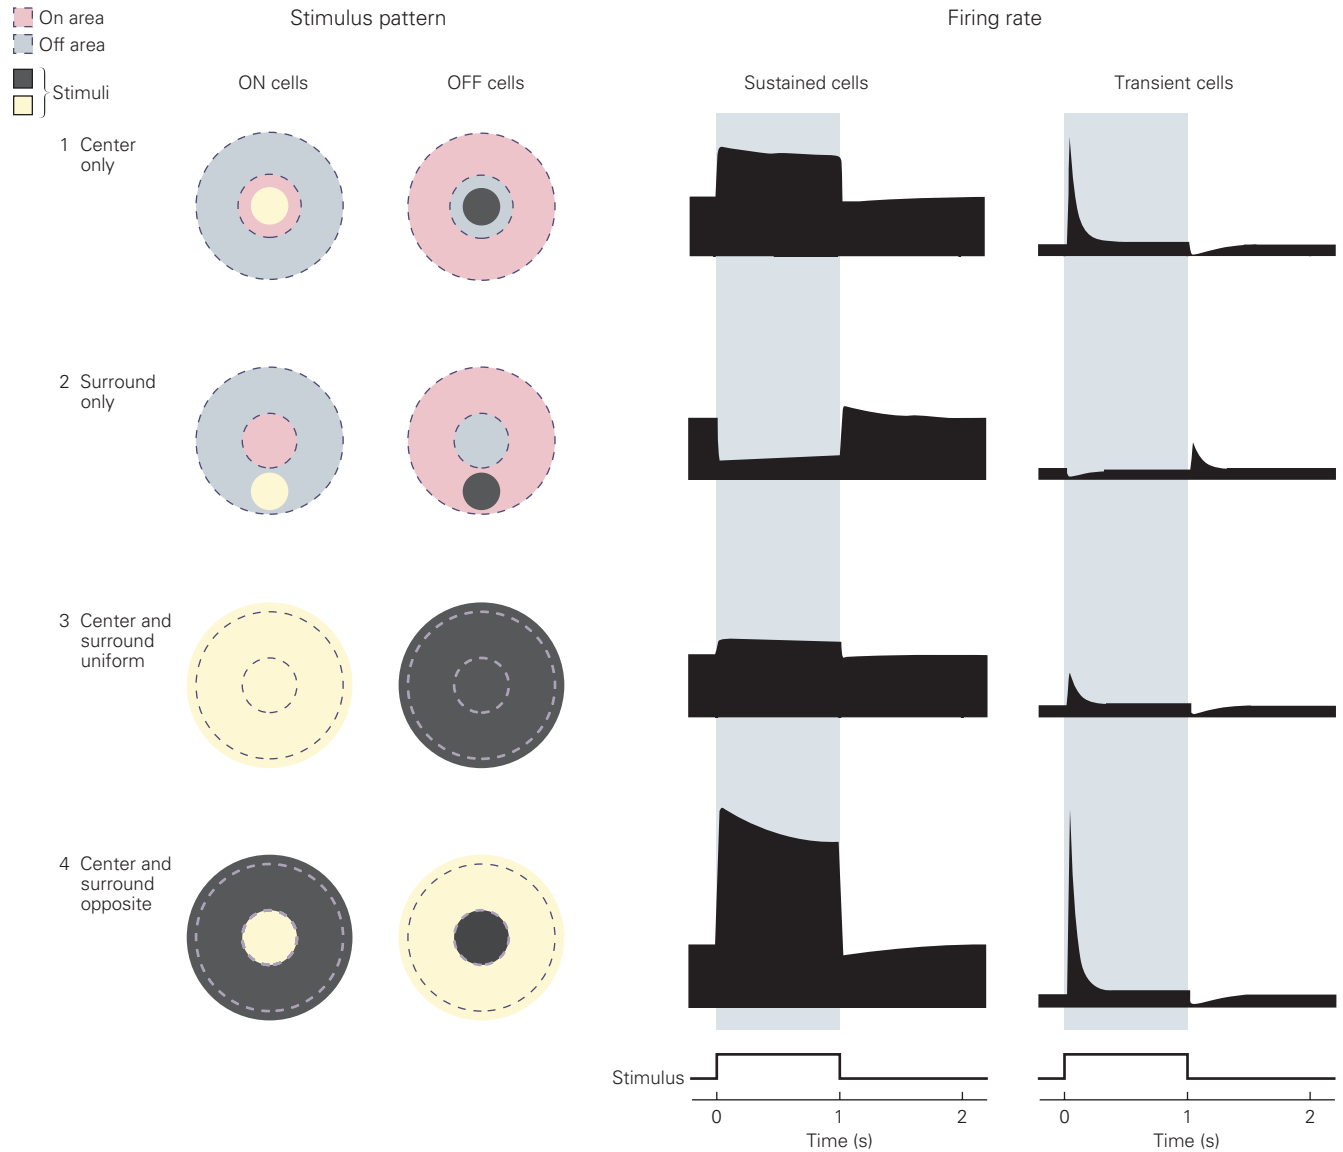 On area
Off area
Stimuli
Stimulus pattern
Firing rate
ON cells
OFF cells
Sustained cells
Transient cells
1 Center
only
2 Surround
only
3 Center and
surround
uniform
4 Center and
surround
opposite
Stimulus
0 1 2
Time (s)
0 1 2
Time (s)